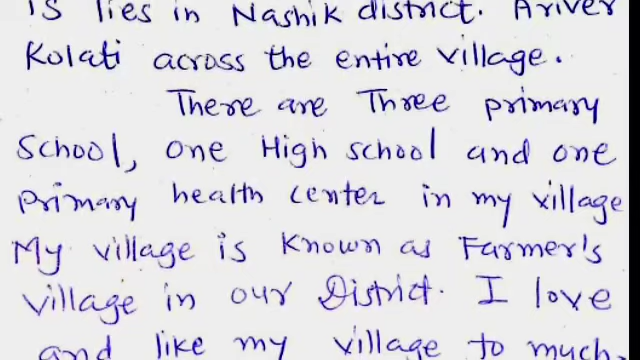 is lies in Nashik district. A river
Kolati across the entire village.
There are Three primary
School, one High school and one
primary health center in my village
My village is known as Farmer's
village in our District. I love
and like my village to much.